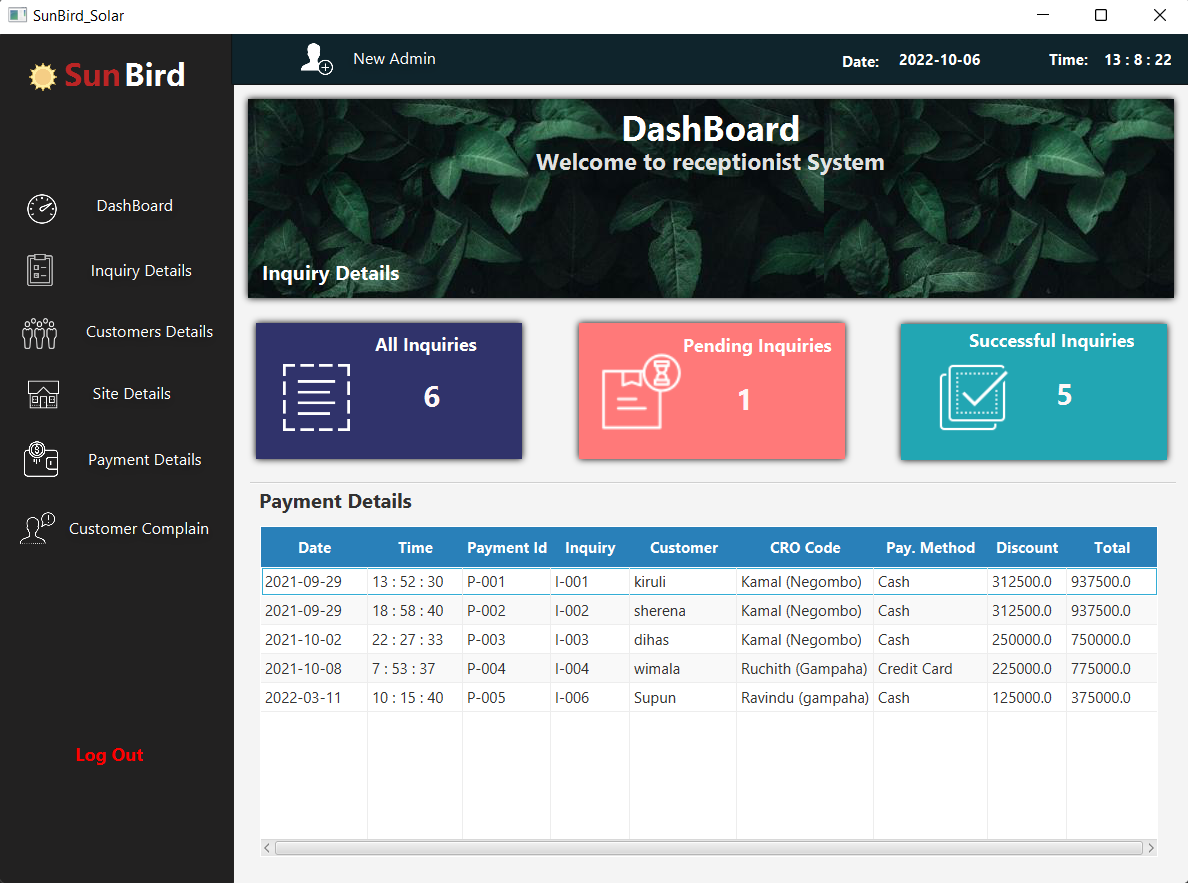 SunBird_Solar
Sun Bird
New Admin
Date: 2022-10-06
Time: 13 : 8 : 22
DashBoard
Inquiry Details
Customers Details
Site Details
Payment Details
Customer Complain
Log Out
DashBoard
Welcome to receptionist System
Inquiry Details
All Inquiries
6
Pending Inquiries
1
Successful Inquiries
5
Payment Details
Date Time Payment Id Inquiry Customer CRO Code Pay. Method Discount Total
2021-09-29 13 : 52 : 30 P-001 I-001 kiruli Kamal (Negombo) Cash 312500.0 937500.0
2021-09-29 18 : 58 : 40 P-002 I-002 sherena Kamal (Negombo) Cash 312500.0 937500.0
2021-10-02 22 : 27 : 33 P-003 I-003 dihas Kamal (Negombo) Cash 250000.0 750000.0
2021-10-08 7 : 53 : 37 P-004 I-004 wimala Ruchith (Gampaha) Credit Card 225000.0 775000.0
2022-03-11 10 : 15 : 40 P-005 I-006 Supun Ravindu (gampaha) Cash 125000.0 375000.0